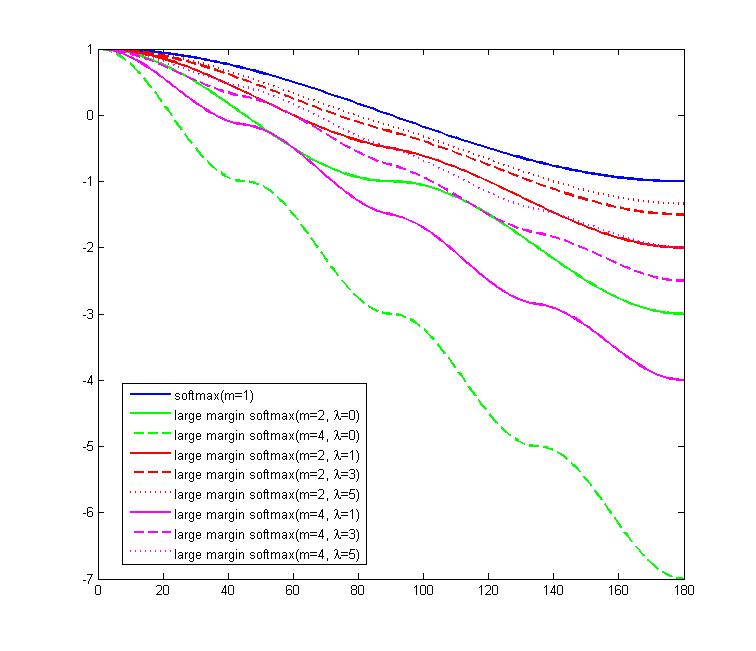 1
0
-1
-2
-3
-4
-5
-6
-7
softmax(m=1)
large margin softmax(m=2, λ=0)
large margin softmax(m=4, λ=0)
large margin softmax(m=2, λ=1)
large margin softmax(m=2, λ=3)
large margin softmax(m=2, λ=5)
large margin softmax(m=4, λ=1)
large margin softmax(m=4, λ=3)
large margin softmax(m=4, λ=5)
0 20 40 60 80 100 120 140 160 180